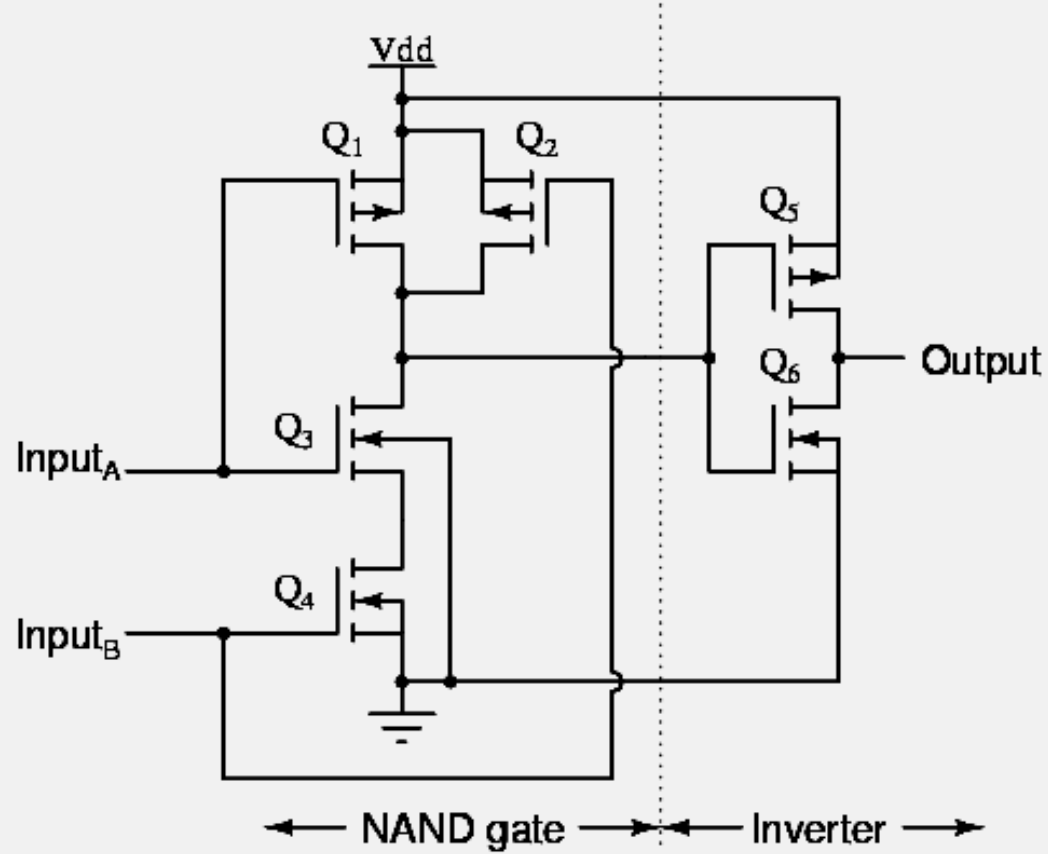 Vdd
Q1
Q2
Q5
Q6
Output
Q3
InputA
Q4
InputB
NAND gate
Inverter